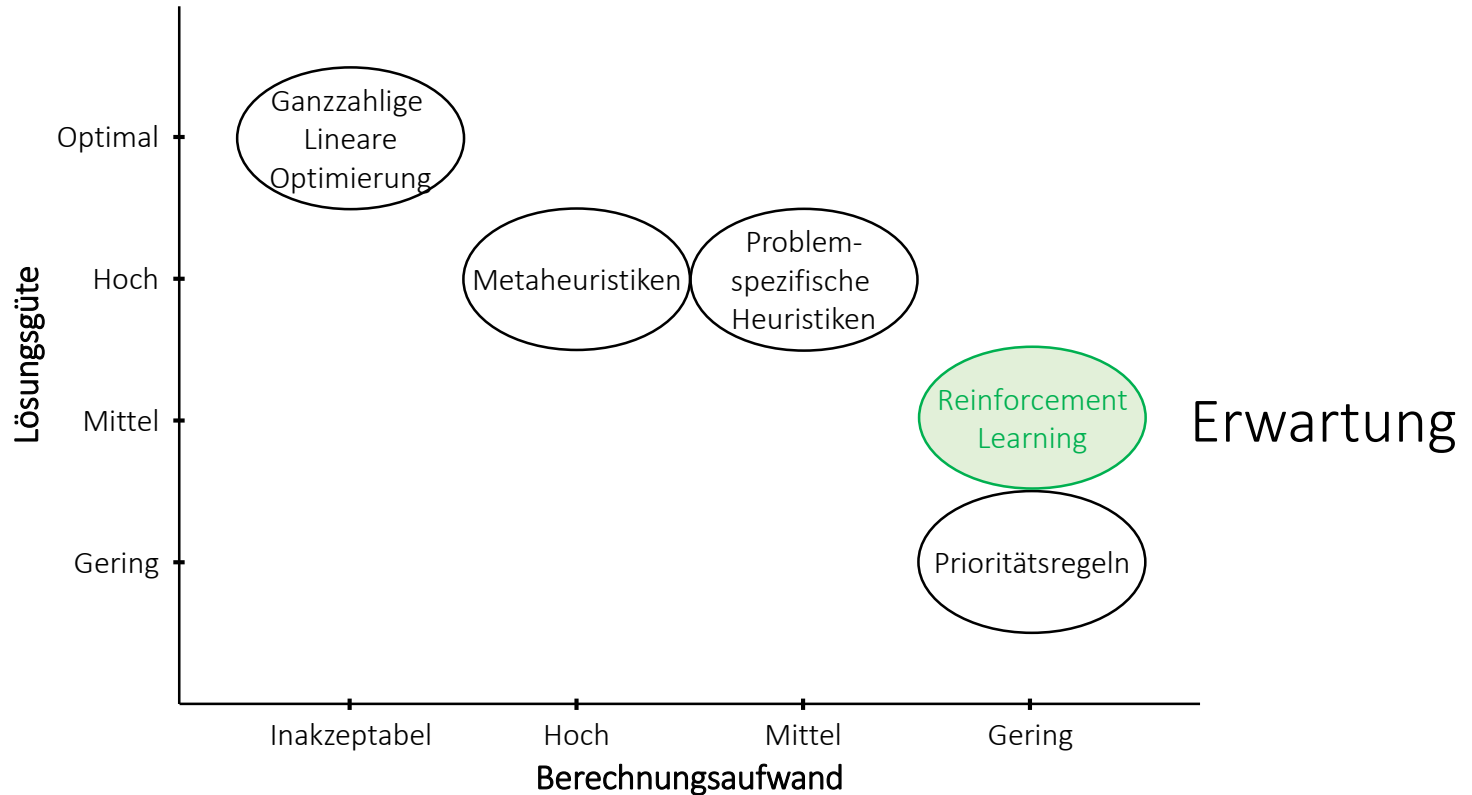 Ganzzahlige
Lineare
Optimierung
Optimal
Problem-
spezifische
Heuristiken
Metaheuristiken
Hoch
Lösungsgüte
Reinforcement
Learning
Erwartung
Mittel
Prioritätsregeln
Gering
Inakzeptabel
Hoch
Mittel
Gering
Berechnungsaufwand